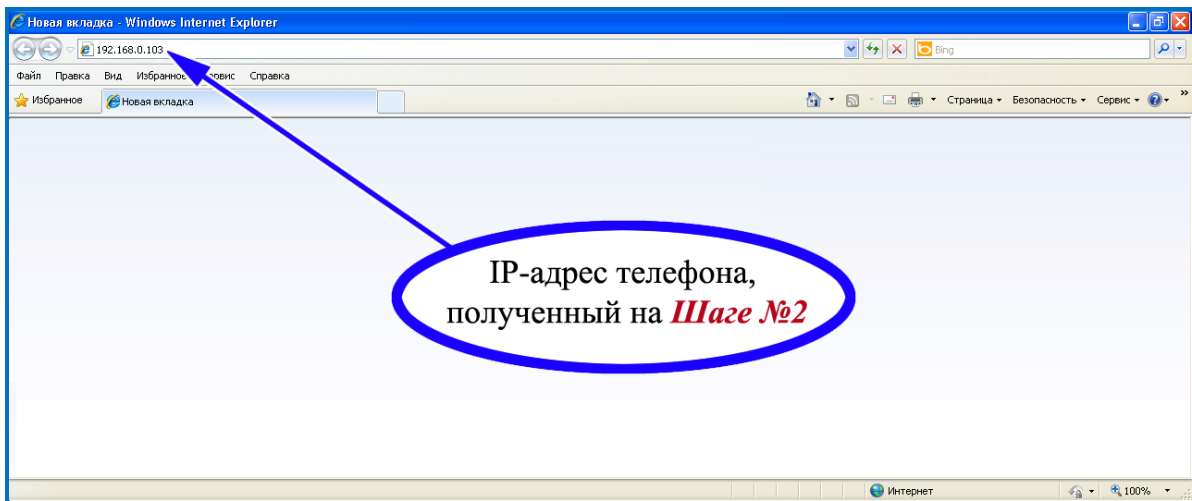 Новая вкладка - Windows Internet Explorer
192.168.0.103
Bing
Файл Правка Вид Избранное Справка
Избранное Новая вкладка Страница Безопасность Сервис »
IP-адрес телефона,
полученный на Шаге №2
Интернет 100%